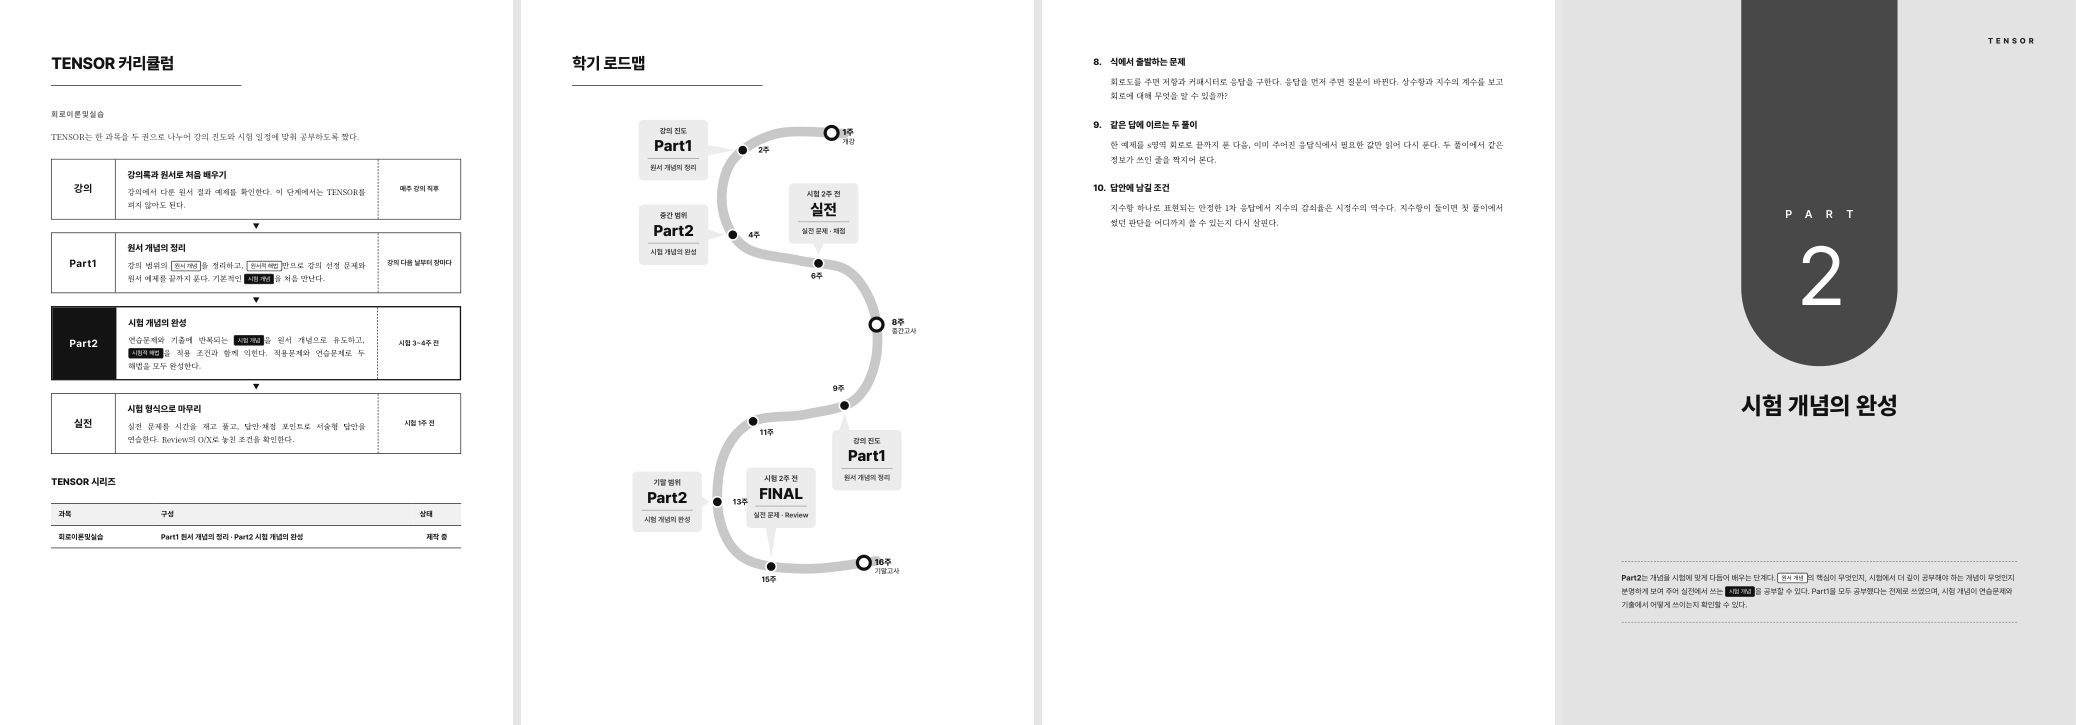 TENSOR 커리큘럼
회로이론및실습
TENSOR는 한 과목을 두 권으로 나누어 강의 진도와 시험 일정에 맞춰 공부하도록 짰다.
강의
강의록과 원서로 처음 배우기
강의에서 다룬 원서 절과 예제를 확인한다. 이 단계에서는 TENSOR를
펴지 않아도 된다.
매주 강의 직후
▼
Part1
원서 개념의 정리
강의 범위의 원서 개념을 정리하고, 원서적 해법만으로 강의 선정 문제와
원서 예제를 끝까지 푼다. 기본적인 시험 개념을 처음 만난다.
강의 다음 날부터 장마다
▼
Part2
시험 개념의 완성
연습문제와 기출에 반복되는 시험 개념을 원서 개념으로 유도하고,
시험적 해법을 적용 조건과 함께 익힌다. 적용문제와 연습문제로 두
해법을 모두 완성한다.
시험 3~4주 전
▼
실전
시험 형식으로 마무리
실전 문제를 시간을 재고 풀고, 답안·채점 포인트로 서술형 답안을
연습한다. Review의 O/X로 놓친 조건을 확인한다.
시험 1주 전
TENSOR 시리즈
과목 구성 상태
회로이론및실습 Part1 원서 개념의 정리 · Part2 시험 개념의 완성 제작 중
학기 로드맵
1주
개강
강의 진도
Part1
원서 개념의 정리
2주
시험 2주 전
실전
실전 문제 · 채점
중간 범위
Part2
시험 개념의 완성
4주
6주
8주
중간고사
9주
11주
강의 진도
Part1
원서 개념의 정리
기말 범위
Part2
시험 개념의 완성
13주
시험 2주 전
FINAL
실전 문제 · Review
16주
기말고사
15주
8. 식에서 출발하는 문제
회로도를 주면 저항과 커패시터로 응답을 구한다. 응답을 먼저 주면 질문이 바뀐다. 상수항과 지수의 계수를 보고
회로에 대해 무엇을 알 수 있을까?
9. 같은 답에 이르는 두 풀이
한 예제를 s영역 회로로 끝까지 푼 다음, 이미 주어진 응답식에서 필요한 값만 읽어 다시 푼다. 두 풀이에서 같은
정보가 쓰인 줄을 짝지어 본다.
10. 답안에 남길 조건
지수항 하나로 표현되는 안정한 1차 응답에서 지수의 감쇠율은 시정수의 역수다. 지수항이 둘이면 첫 풀이에서
썼던 판단을 어디까지 쓸 수 있는지 다시 살핀다.
TENSOR
PART
2
시험 개념의 완성
Part2는 개념을 시험에 맞게 다듬어 배우는 단계다. 원서 개념의 핵심이 무엇인지, 시험에서 더 깊이 공부해야 하는 개념이 무엇인지
분명하게 보여 주어 실전에서 쓰는 시험 개념을 공부할 수 있다. Part1을 모두 공부했다는 전제로 쓰였으며, 시험 개념이 연습문제와
기출에서 어떻게 쓰이는지 확인할 수 있다.